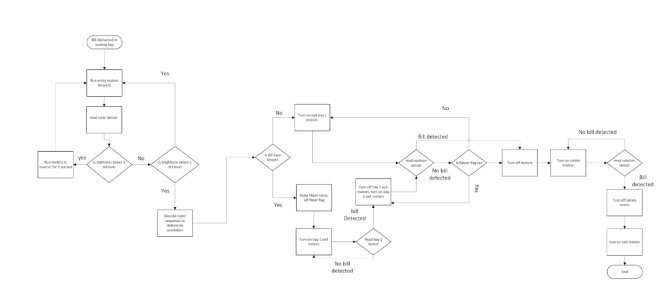 Bill de‌tected in
loading bay
Run entry motors
forward
Yes
read color sensor
Run motors in
reverse for 1 second
yes
Is brightness above 1
bill level
No
Is brightness below 1
bill level
Yes
Decode Color
sequence to
determine
orientation
Is Bill Face
Down?
No
Yes
Turn on exit bay 2
motors
Raise flipper ramp,
set flipper flag
Turn on bay 1 exit
motors
bill
Detected
Read Bay 1
Sensor
No bill
detected
Turn off bay 1 exit
motors, turn on bay
2 exit motors
read rotation
sensor
Bill detected
No bill
detected
No
Is flipper flag set
Yes
Turn off motors
Turn on rotate
motor
No bill detected
read rotation
sensor
Bill
detected
Turn off rotate
motor
turn on exit motors
End